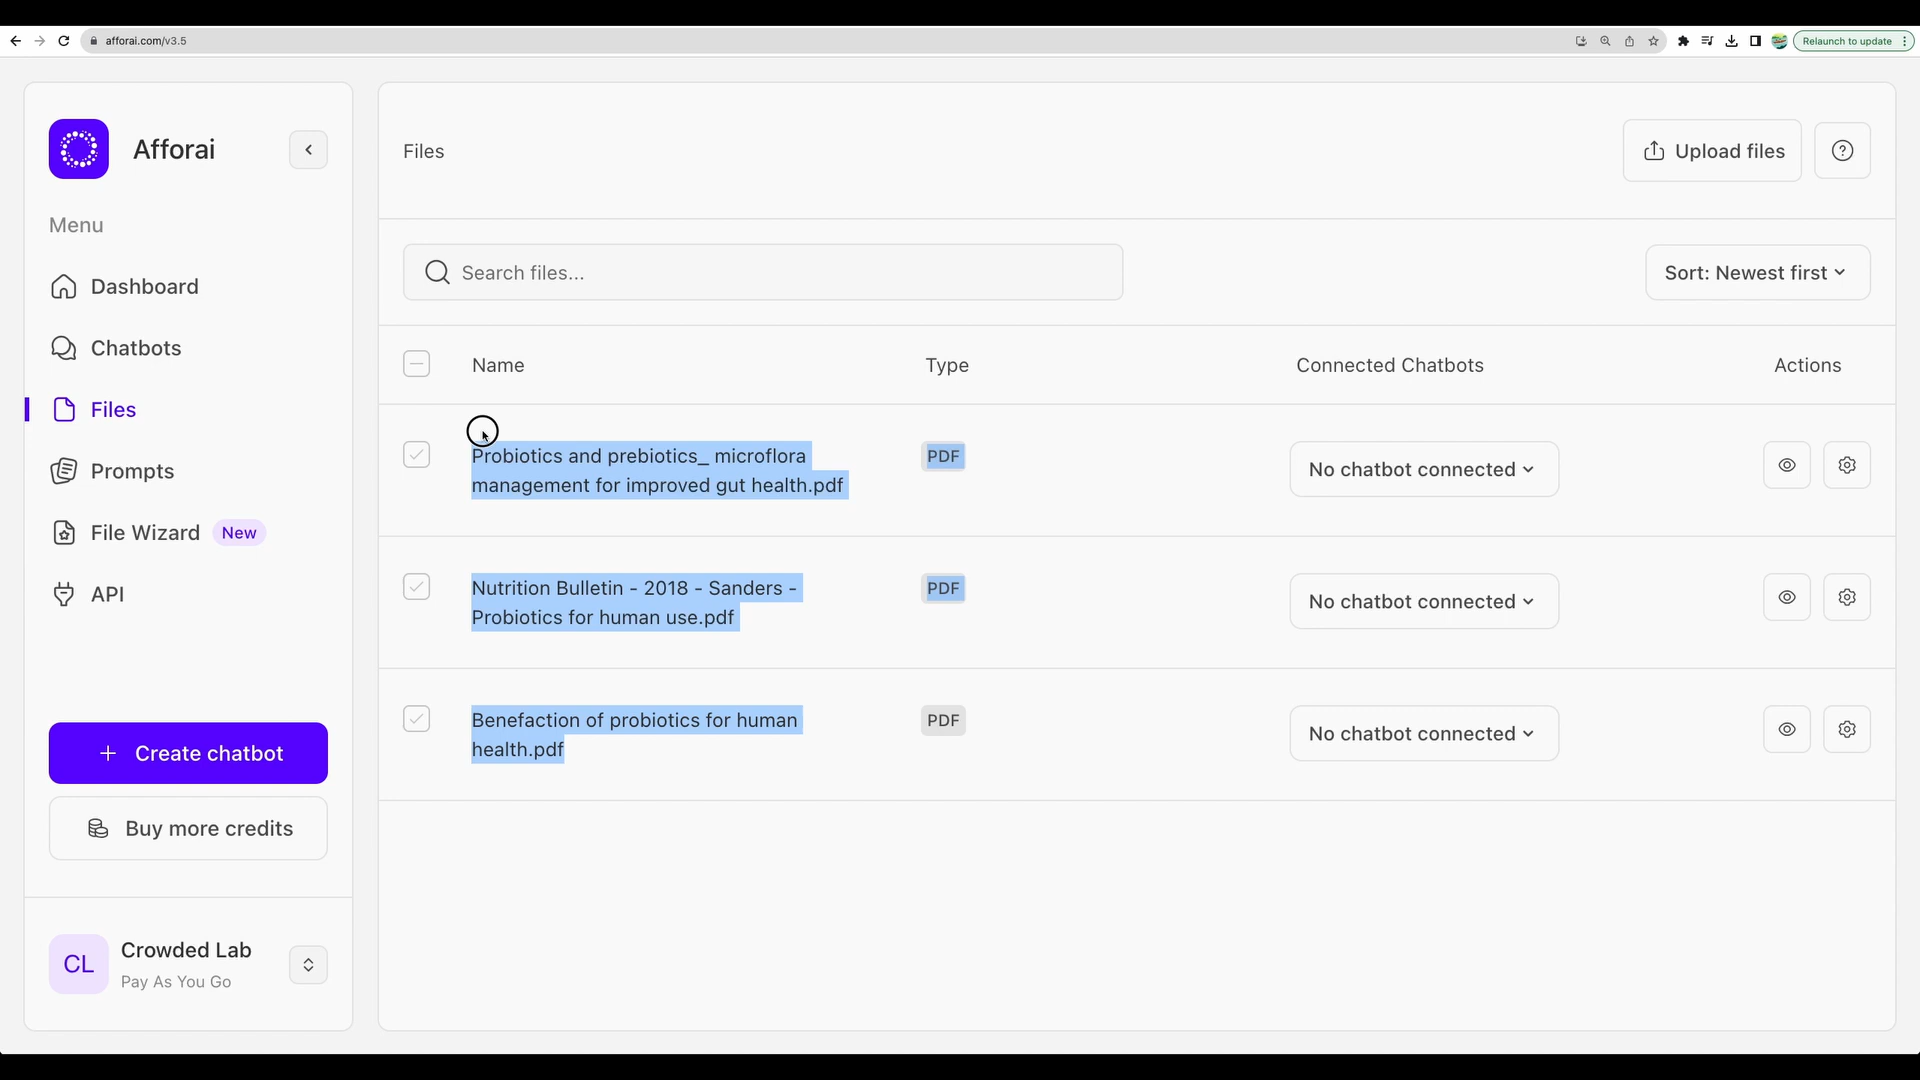 afforai.com/v3.5
Relaunch to update
Afforai
Menu
Dashboard
Chatbots
Files
Prompts
File Wizard New
API
+ Create chatbot
Buy more credits
CL
Crowded Lab
Pay As You Go
Files
Upload files
Search files...
Sort: Newest first
Name Type Connected Chatbots Actions
Probiotics and prebiotics_ microflora
management for improved gut health.pdf
PDF
No chatbot connected
Nutrition Bulletin - 2018 - Sanders -
Probiotics for human use.pdf
PDF
No chatbot connected
Benefaction of probiotics for human
health.pdf
PDF
No chatbot connected